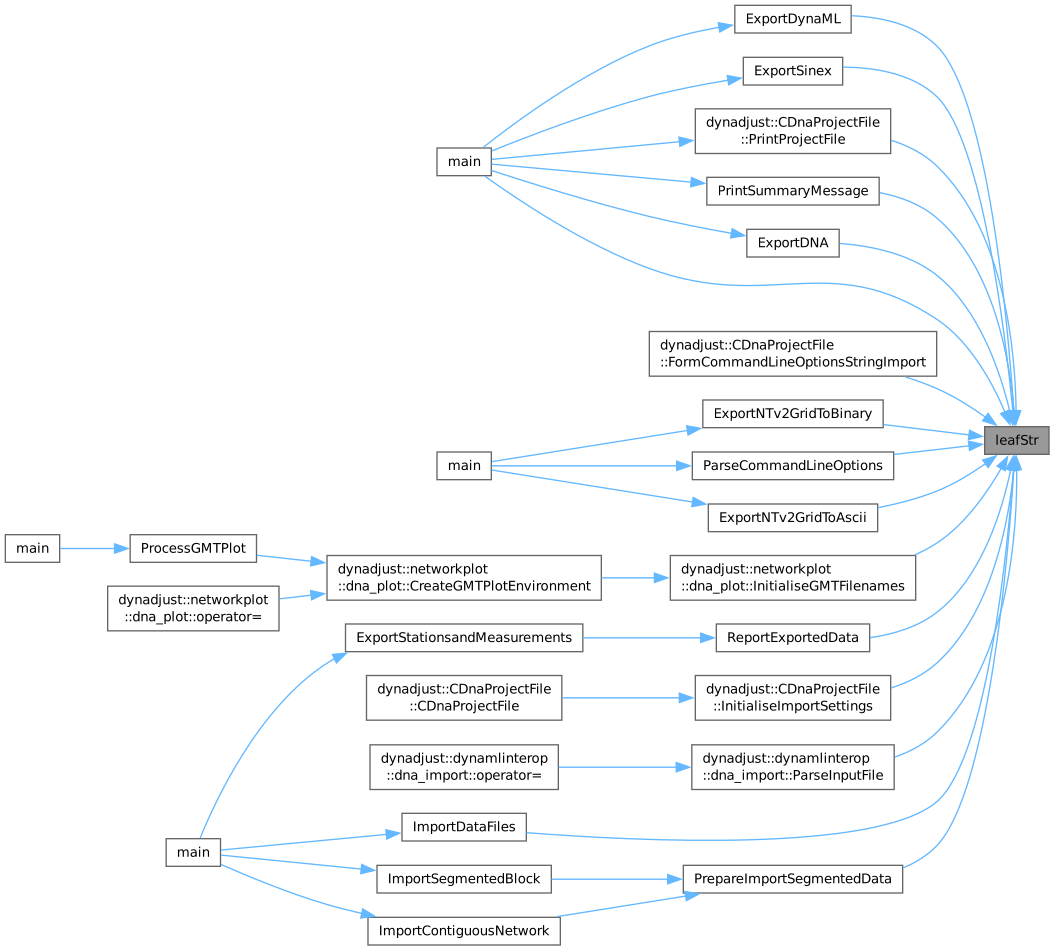 ExportDynaML
ExportSinex
dynadjust::CDnaProjectFile
::PrintProjectFile
main
PrintSummaryMessage
ExportDNA
dynadjust::CDnaProjectFile
::FormCommandLineOptionsStringImport
ExportNTv2GridToBinary
leafStr
main
ParseCommandLineOptions
ExportNTv2GridToAscii
main
ProcessGMTPlot
dynadjust::networkplot
::dna_plot::CreateGMTPlotEnvironment
dynadjust::networkplot
::dna_plot::InitialiseGMTFilenames
dynadjust::networkplot
::dna_plot::operator=
ExportStationsandMeasurements
ReportExportedData
dynadjust::CDnaProjectFile
::CDnaProjectFile
dynadjust::CDnaProjectFile
::InitialiseImportSettings
dynadjust::dynamlinterop
::dna_import::operator=
dynadjust::dynamlinterop
::dna_import::ParseInputFile
ImportDataFiles
main
ImportSegmentedBlock
PrepareImportSegmentedData
ImportContiguousNetwork